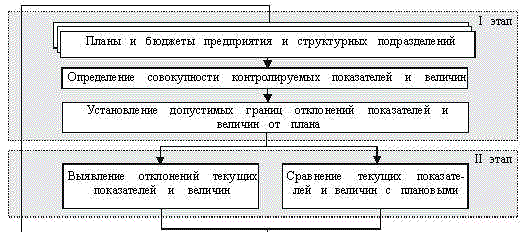 I этап
Планы и бюджеты предприятия и структурных подразделений
Определение совокупности контролируемых показателей и величин
Установление допустимых границ отклонений показателей и
величин от плана
II этап
Выявление отклонений текущих
показателей и величин
Сравнение текущих показате-
лей и величин с плановыми